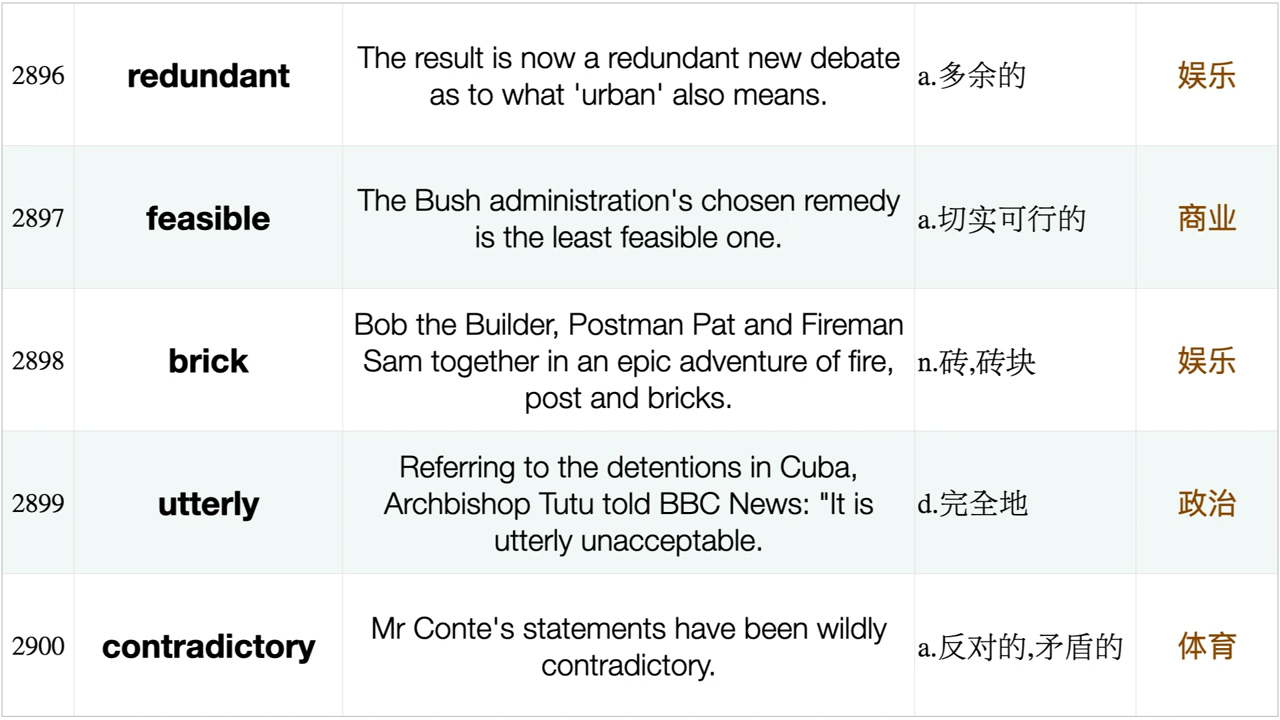 2896 redundant The result is now a redundant new debate as to what 'urban' also means. a.多余的 娱乐
2897 feasible The Bush administration's chosen remedy is the least feasible one. a.切实可行的 商业
2898 brick Bob the Builder, Postman Pat and Fireman Sam together in an epic adventure of fire, post and bricks. n.砖,砖块 娱乐
2899 utterly Referring to the detentions in Cuba, Archbishop Tutu told BBC News: "It is utterly unacceptable. d.完全地 政治
2900 contradictory Mr Conte's statements have been wildly contradictory. a.反对的,矛盾的 体育